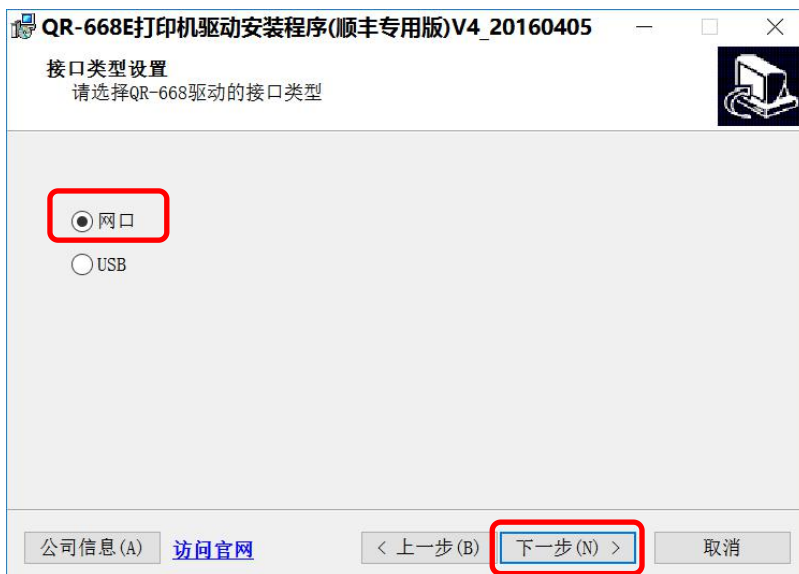 QR-668E打印机驱动安装程序(顺丰专用版)V4_20160405
接口类型设置
请选择QR-668驱动的接口类型
网口
USB
公司信息(A) 访问官网 < 上一步(B) 下一步(N) > 取消